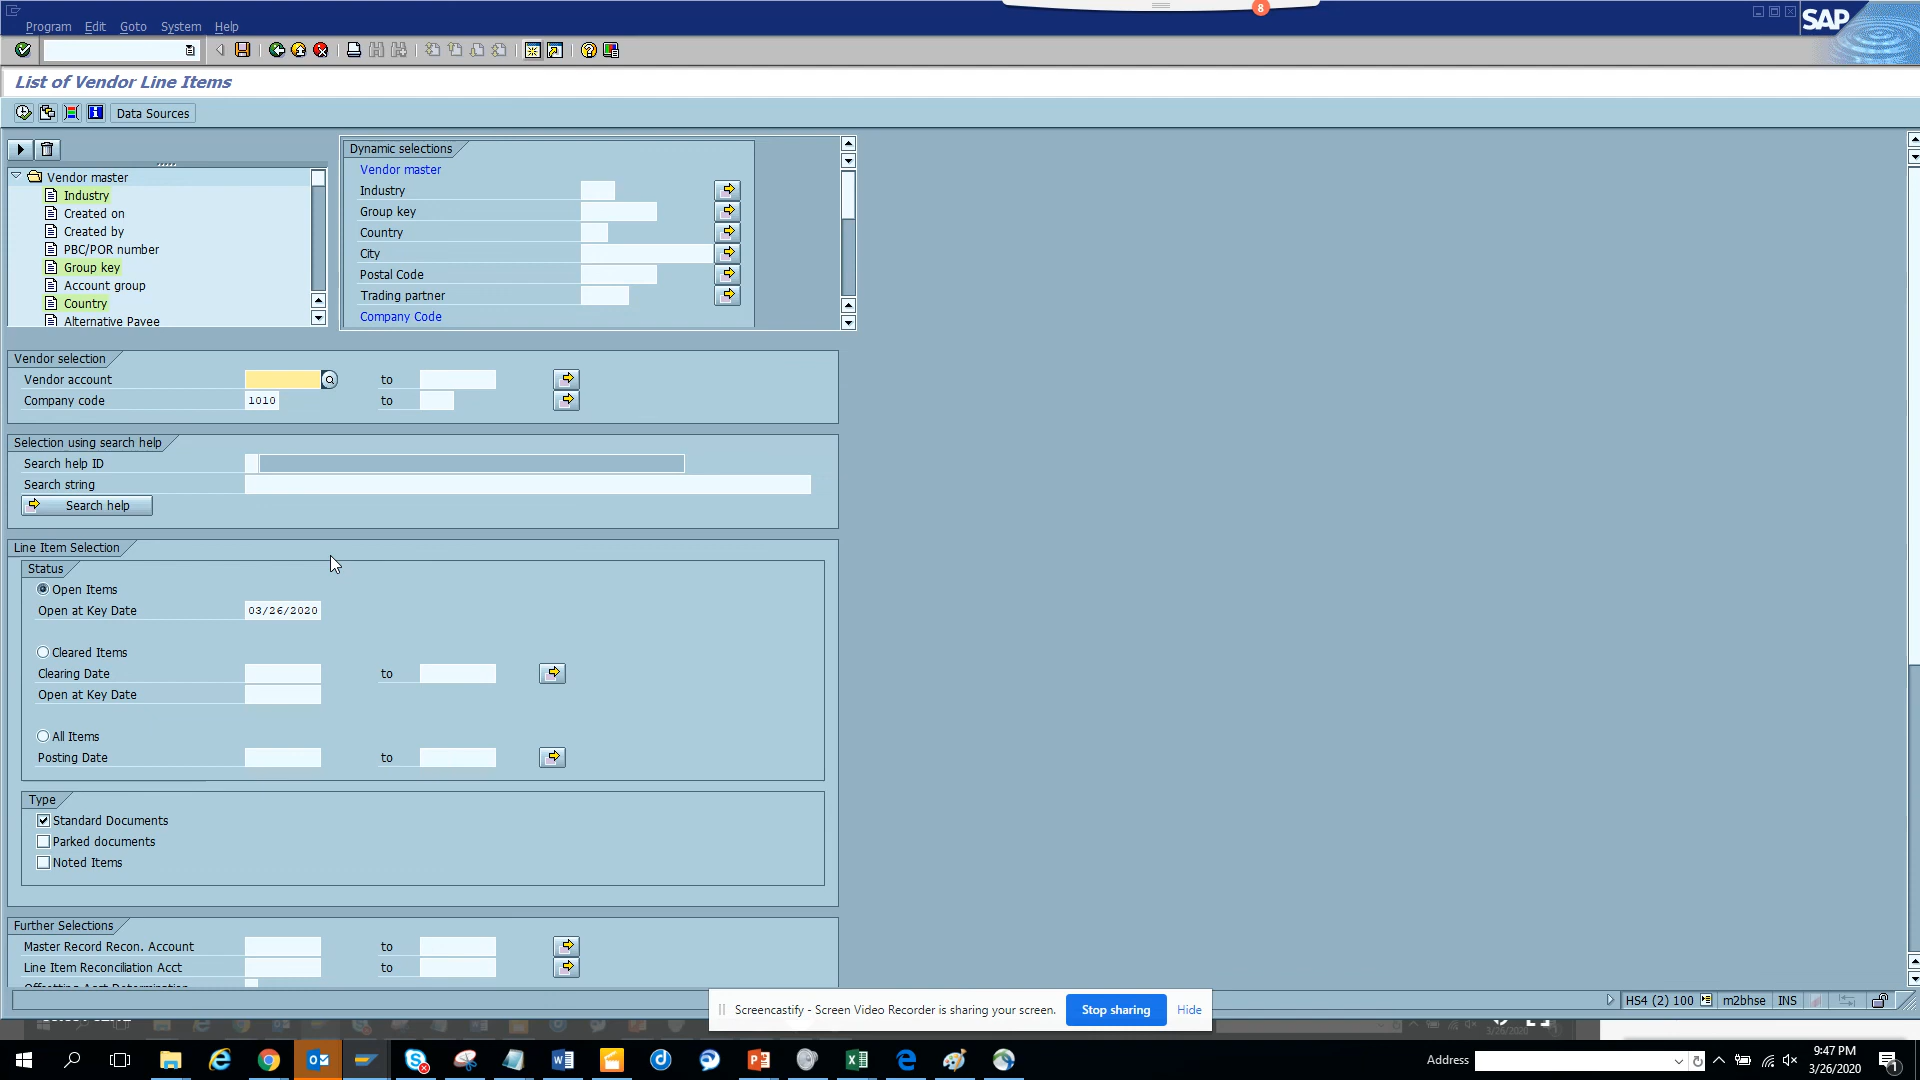 8
Program Edit Goto System Help
SAP
List of Vendor Line Items
Data Sources
Vendor master
Industry
Created on
Created by
PBC/POR number
Group key
Account group
Country
Alternative Payee
Dynamic selections
Vendor master
Industry
Group key
Country
City
Postal Code
Trading partner
Company Code
Vendor selection
Vendor account to
Company code 1010 to
Selection using search help
Search help ID
Search string
Search help
Line Item Selection
Status
Open Items
Open at Key Date 03/26/2020
Cleared Items
Clearing Date to
Open at Key Date
All Items
Posting Date to
Type
Standard Documents
Parked documents
Noted Items
Further Selections
Master Record Recon. Account to
Line Item Reconciliation Acct to
Screencastify - Screen Video Recorder is sharing your screen. Stop sharing Hide
HS4 (2) 100 m2bhse INS
Address
9:47 PM
3/26/2020
1